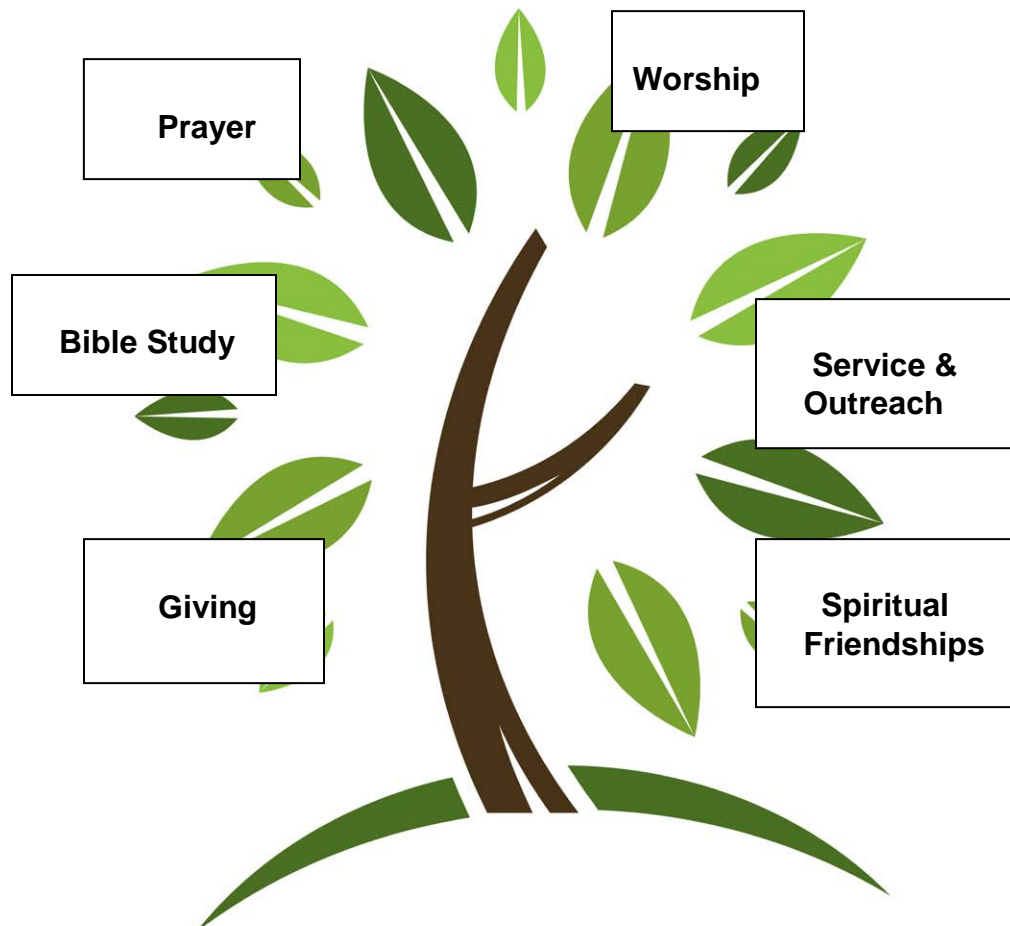 Worship
Prayer
Bible Study
Service &
Outreach
Giving
Spiritual
Friendships